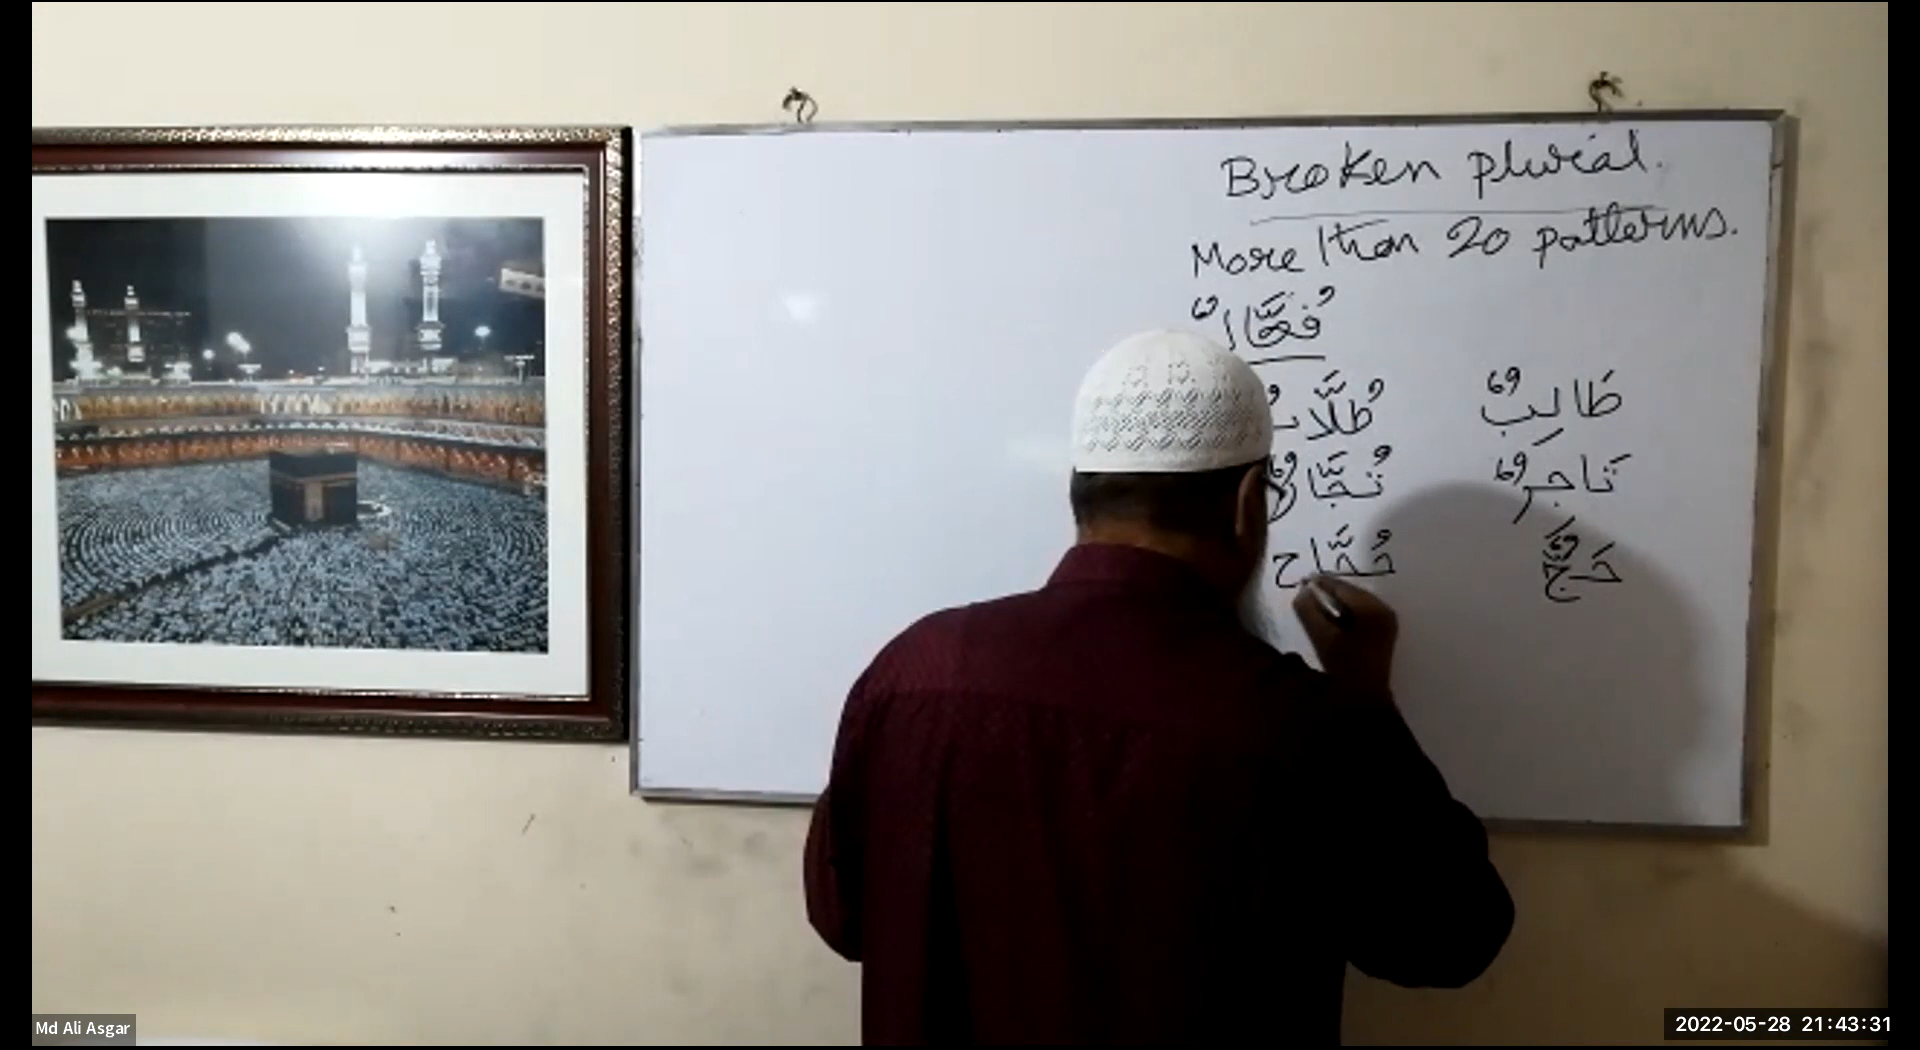 Broken plural.
More than 20 patterns.
فُعَّالٌ
طَالِبٌ طُلَّابٌ
تَاجِرٌ تُجَّارٌ
حَجٌّ حُجَّاج
Md Ali Asgar
2022-05-28 21:43:31